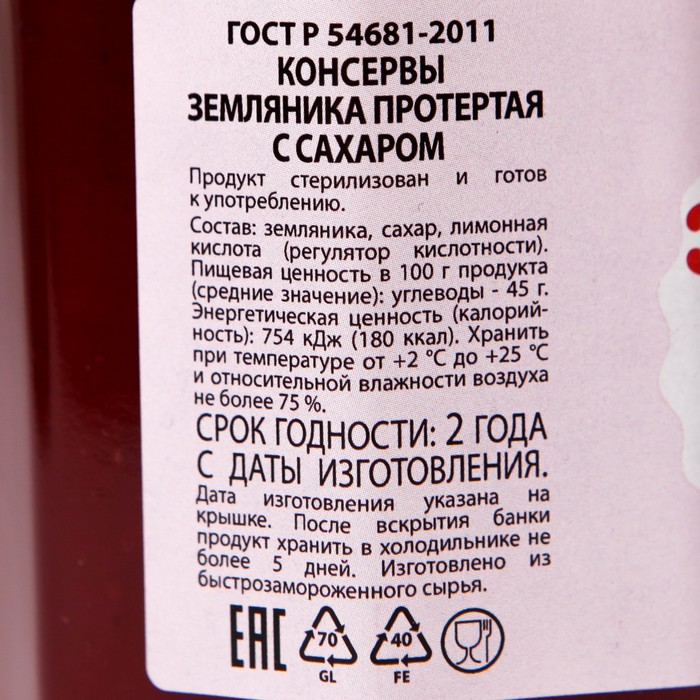 ГОСТ Р 54681-2011
КОНСЕРВЫ
ЗЕМЛЯНИКА ПРОТЕРТАЯ
С САХАРОМ
Продукт стерилизован и готов
к употреблению.
Состав: земляника, сахар, лимонная
кислота (регулятор кислотности).
Пищевая ценность в 100 г продукта
(средние значение): углеводы - 45 г.
Энергетическая ценность (калорий-
ность): 754 кДж (180 ккал). Хранить
при температуре от +2 °С до +25 °С
и относительной влажности воздуха
не более 75 %.
СРОК ГОДНОСТИ: 2 ГОДА
С ДАТЫ ИЗГОТОВЛЕНИЯ.
Дата изготовления указана на
крышке. После вскрытия банки
продукт хранить в холодильнике не
более 5 дней. Изготовлено из
быстрозамороженного сырья.
ЕАС 70 40
GL FE